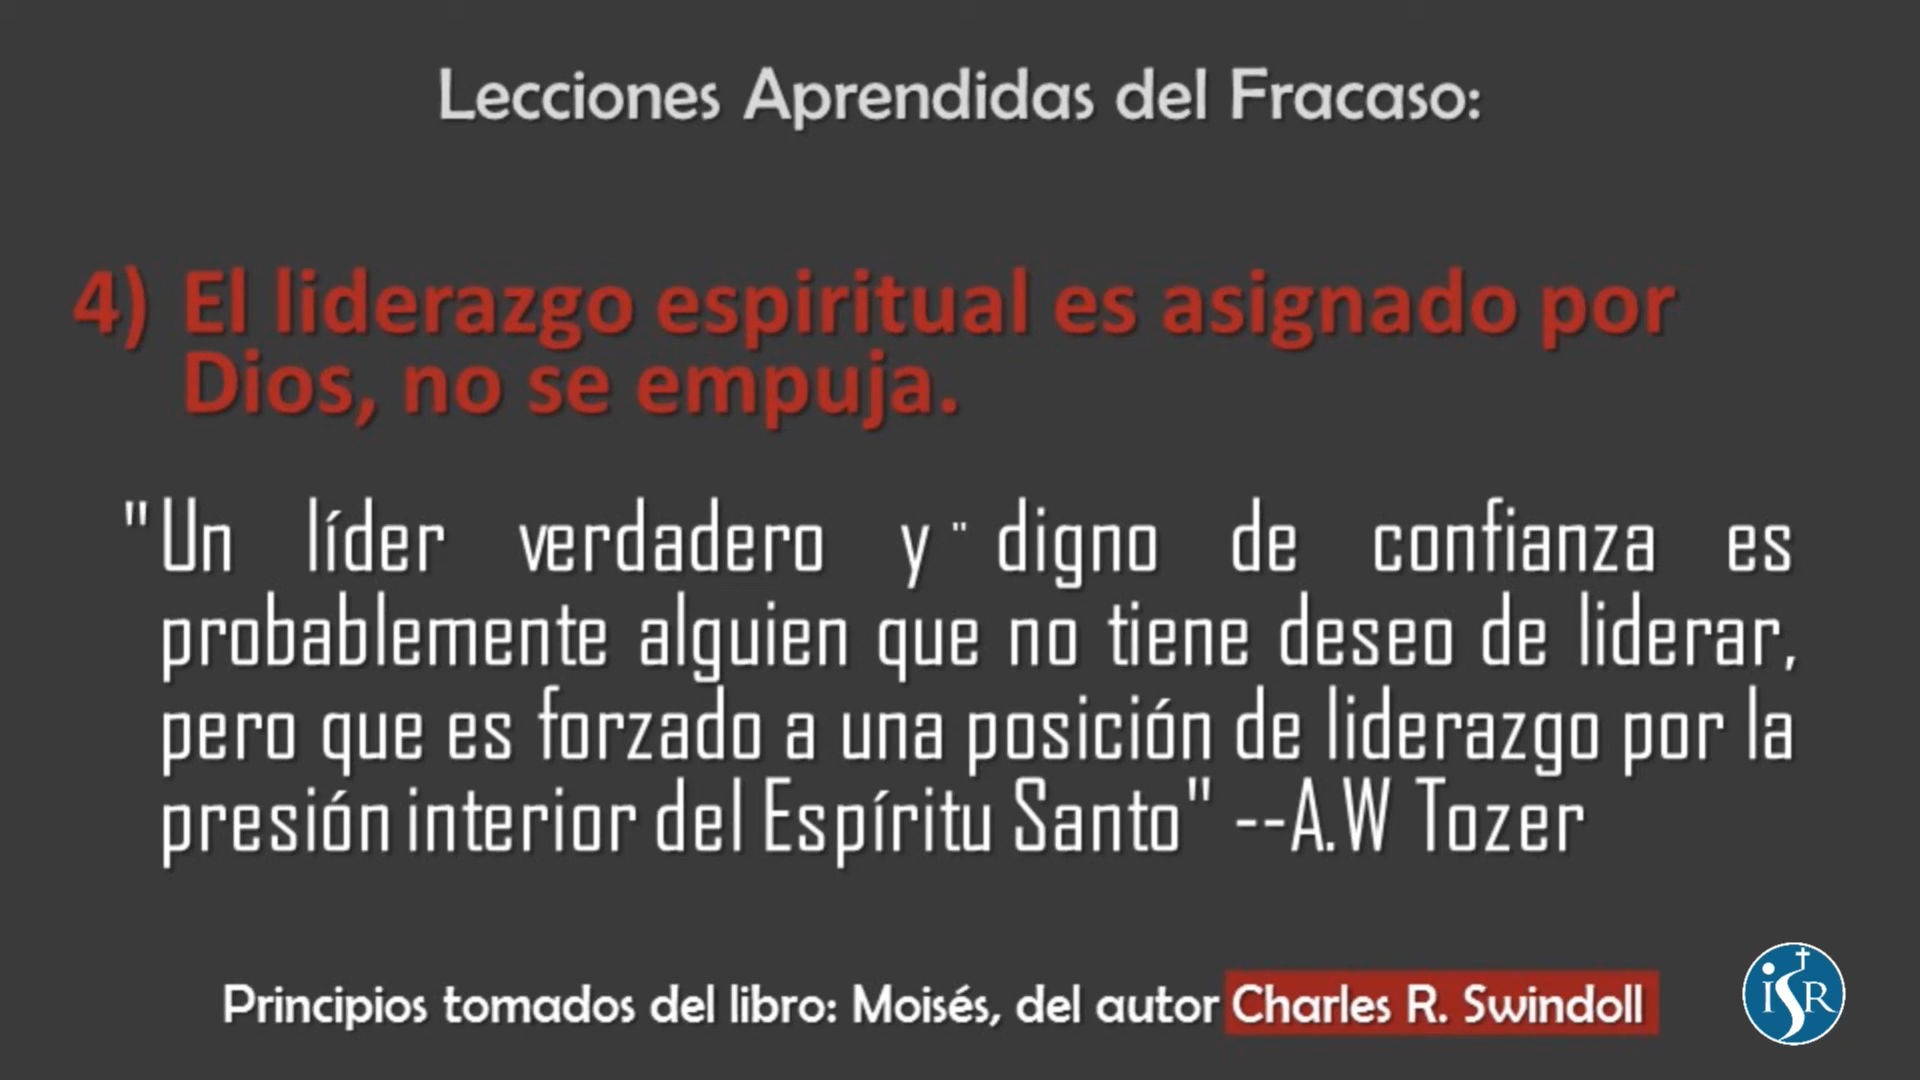 Lecciones Aprendidas del Fracaso:
4) El liderazgo espiritual es asignado por
Dios, no se empuja.
"Un líder verdadero y ¨ digno de confianza es
probablemente alguien que no tiene deseo de liderar,
pero que es forzado a una posición de liderazgo por la
presión interior del Espíritu Santo" --A.W Tozer
Principios tomados del libro: Moisés, del autor Charles R. Swindoll
iSR